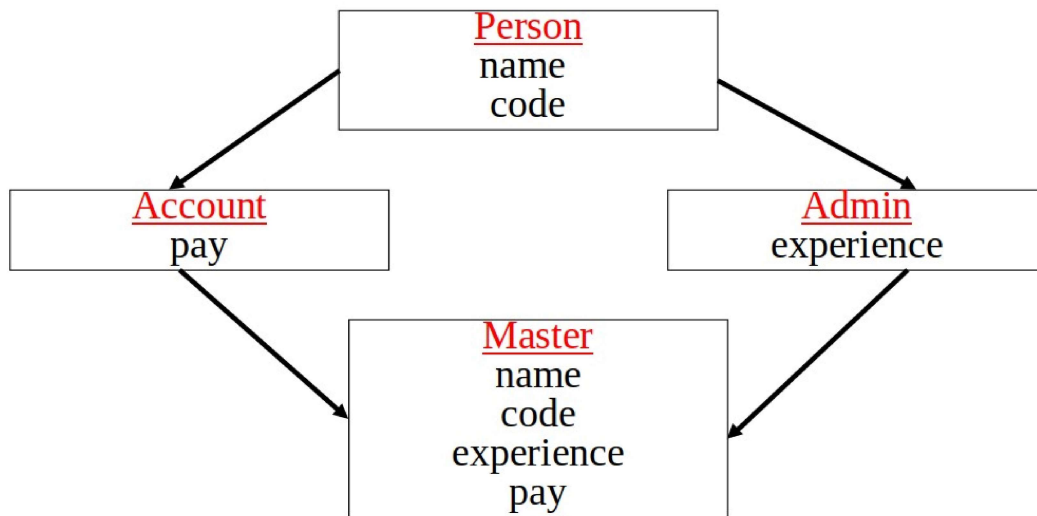 Person
name
code
Account
pay
Admin
experience
Master
name
code
experience
pay